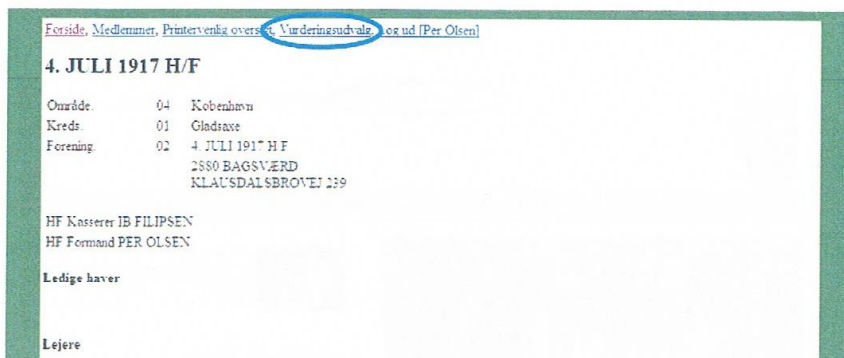 Forside, Medlemmer, Printervenlig oversigt, Vurderingsudvalg, Log ud [Per Olsen]
4. JULI 1917 H/F
Område: 04 København
Kreds: 01 Gladsaxe
Forening: 02 4. JULI 1917 H F
2880 BAGSVÆRD
KLAUSDALSBROVEJ 239
HF Kasserer IB FILIPSEN
HF Formand PER OLSEN
Ledige haver
Lejere